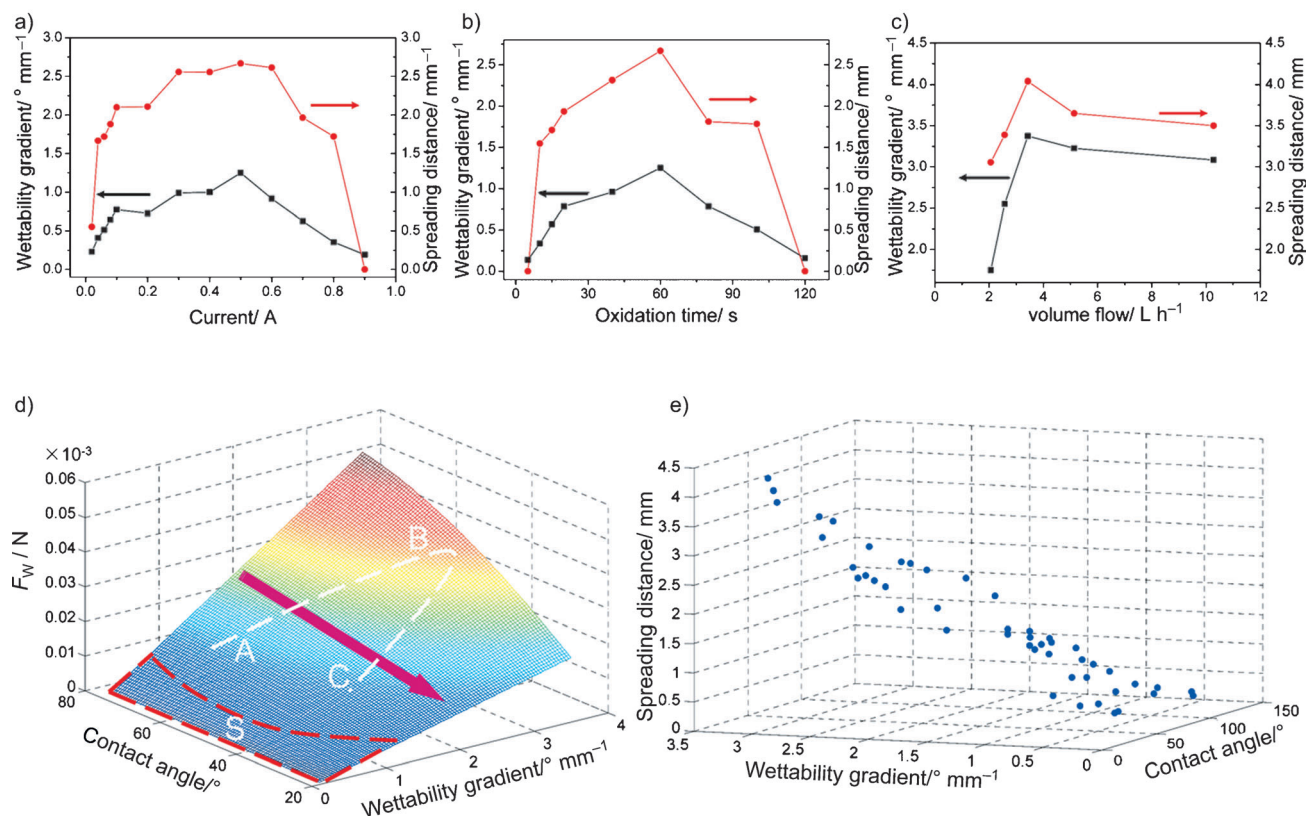 a)
3.0
2.5
2.0
1.5
1.0
0.5
0.0
Wettability gradient/ ° mm⁻¹
3.0
2.5
2.0
1.5
1.0
0.5
0.0
Spreading distance/ mm⁻¹
0.0 0.2 0.4 0.6 0.8 1.0
Current/ A
b)
2.5
2.0
1.5
1.0
0.5
0.0
Wettability gradient/ ° mm⁻¹
2.5
2.0
1.5
1.0
0.5
0.0
Spreading distance/ mm
0 30 60 90 120
Oxidation time/ s
c)
4.5
4.0
3.5
3.0
2.5
2.0
Wettability gradient/ ° mm⁻¹
4.5
4.0
3.5
3.0
2.5
2.0
Spreading distance/ mm
0 2 4 6 8 10 12
volume flow/ L h⁻¹
d)
× 10⁻³
0.06
0.05
0.04
0.03
0.02
0.01
0
F_W / N
A
B
C
S
80
60
40
20
Contact angle/°
0
1
2
3
4
Wettability gradient/° mm⁻¹
e)
4.5
4
3.5
3
2.5
2
1.5
1
0.5
0
Spreading distance/ mm
3.5 3 2.5 2 1.5 1 0.5 0
Wettability gradient/° mm⁻¹
0
50
100
150
Contact angle/°